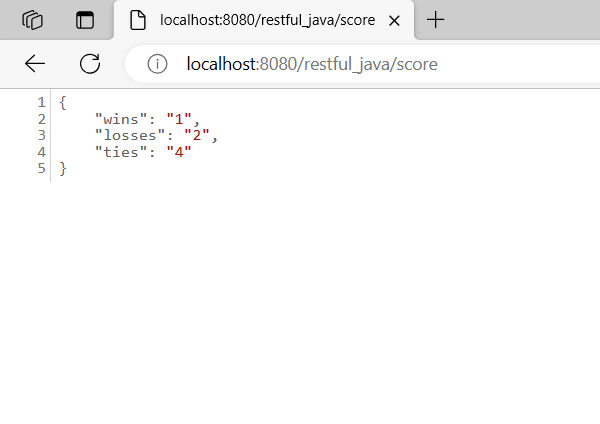 localhost:8080/restful_java/score
localhost:8080/restful_java/score
1 {
2     "wins": "1",
3     "losses": "2",
4     "ties": "4"
5 }